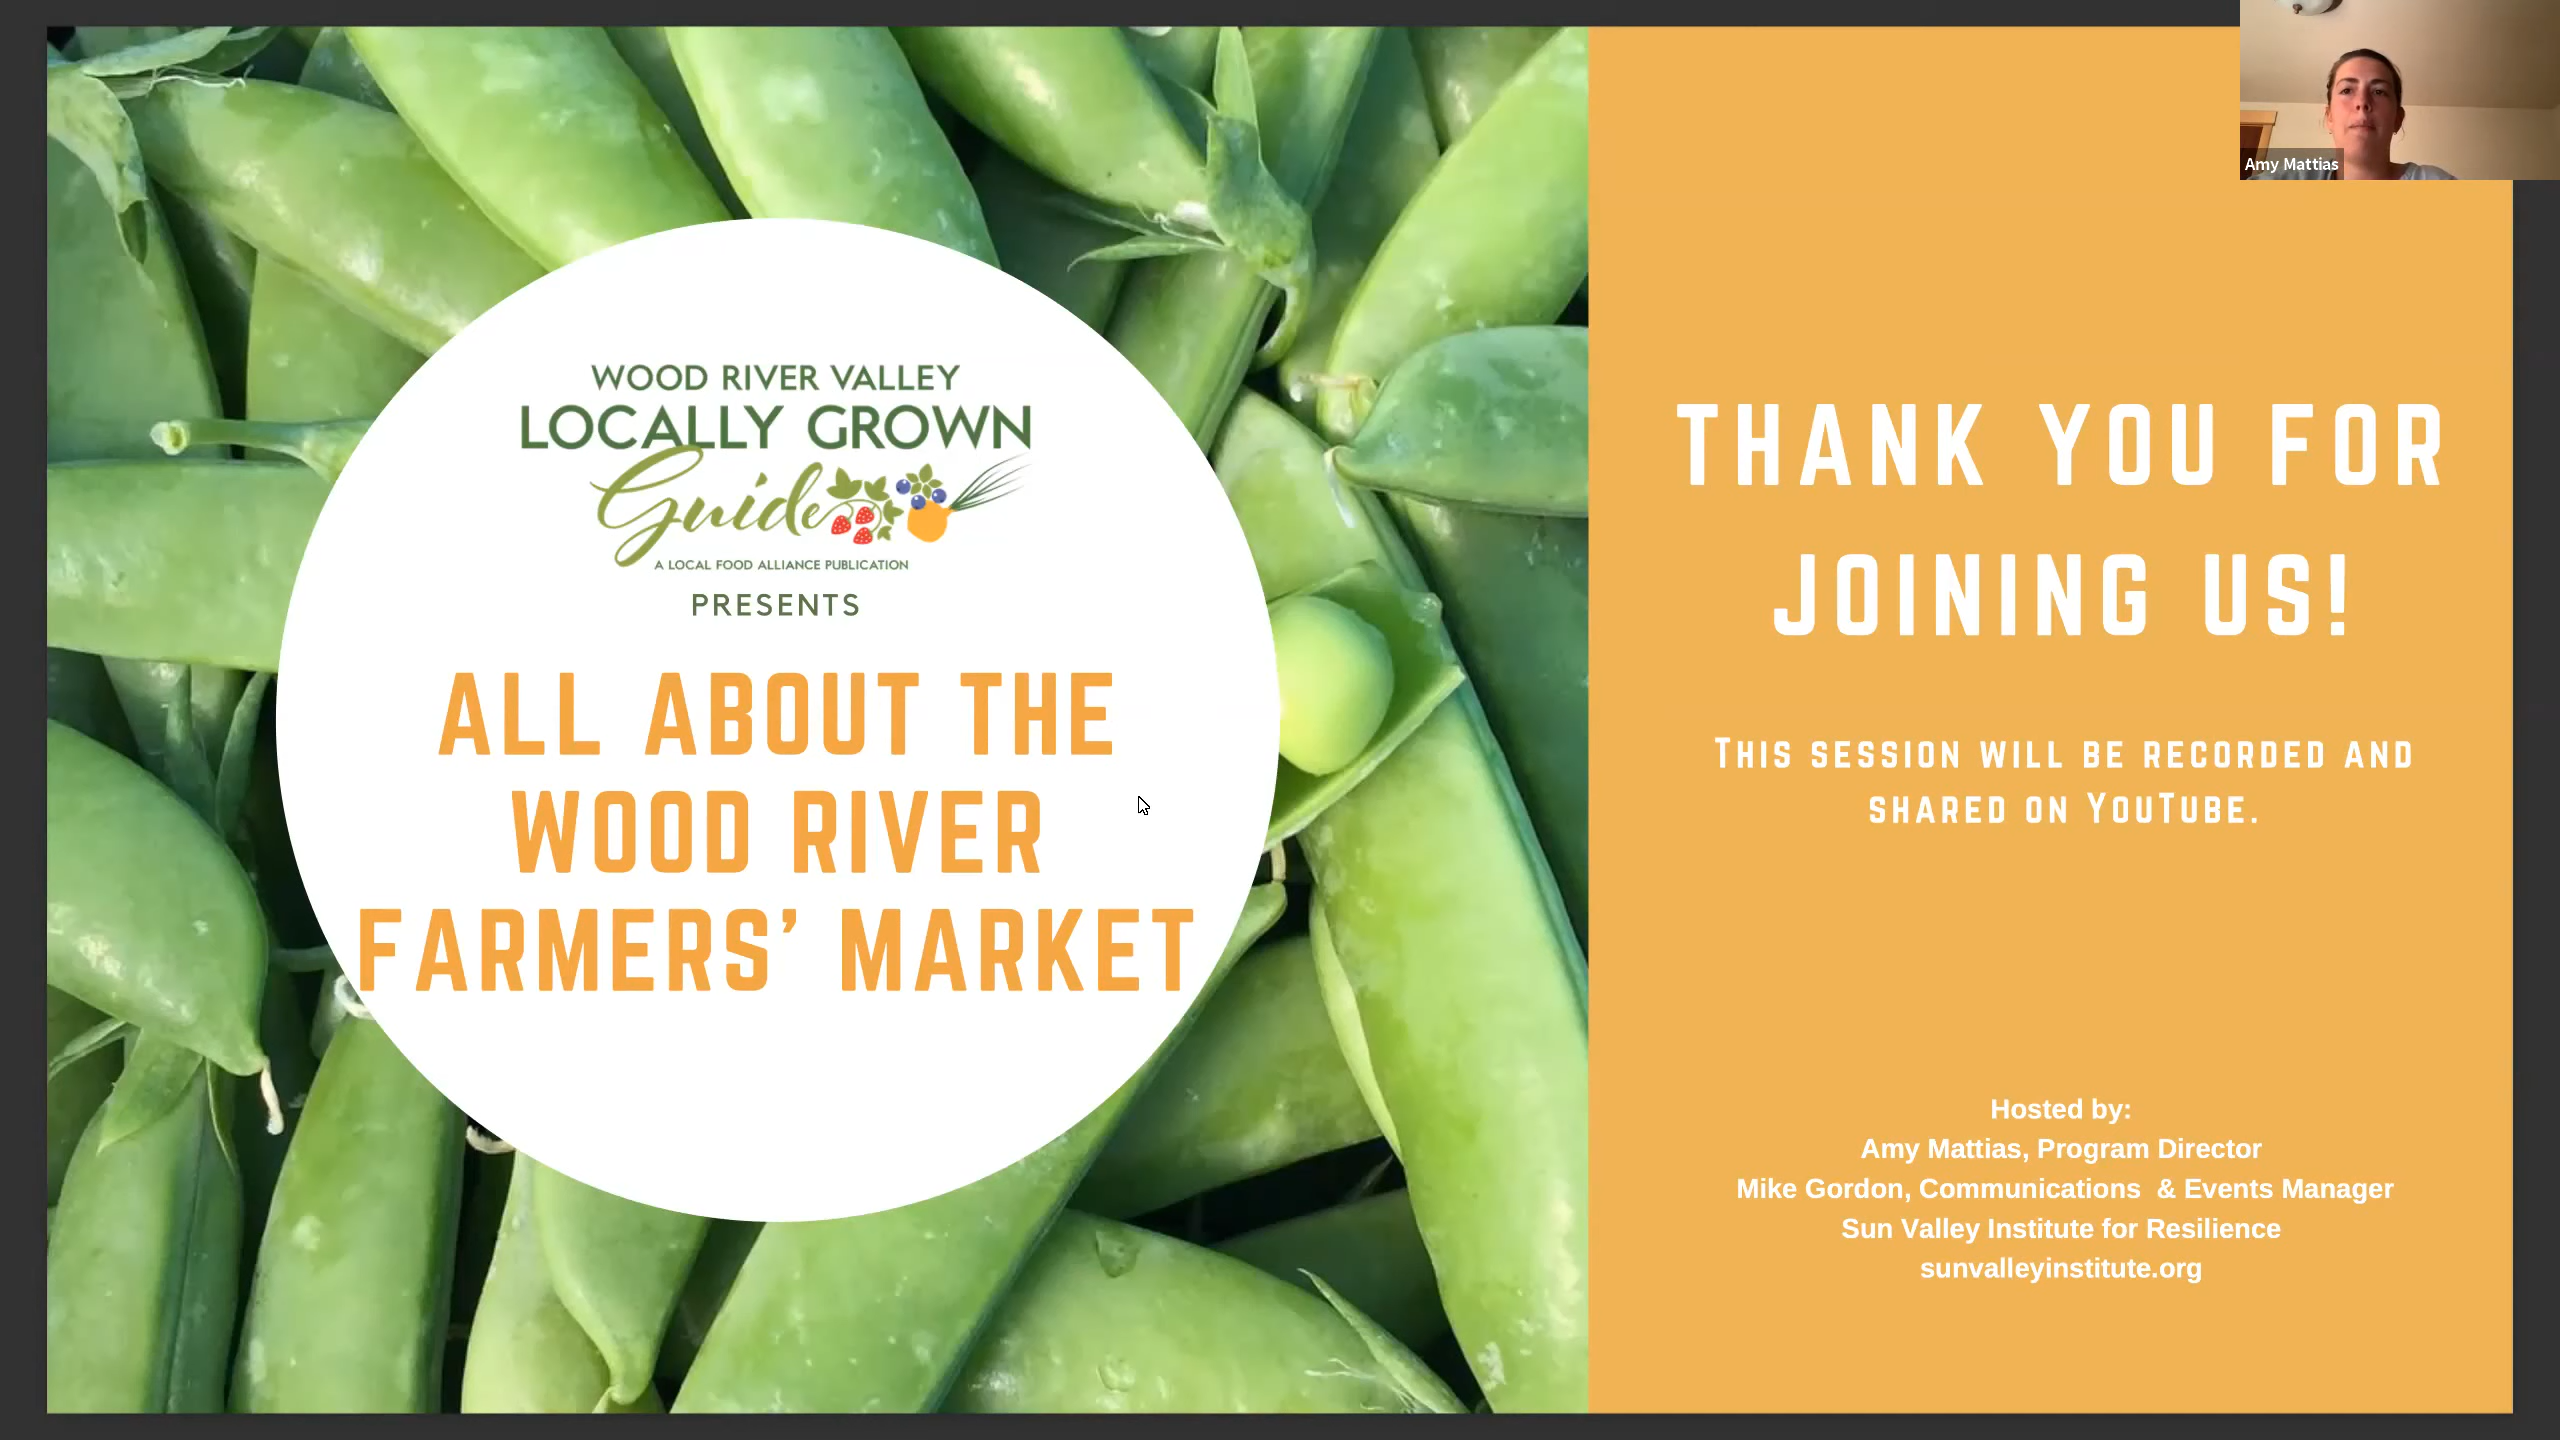 WOOD RIVER VALLEY
LOCALLY GROWN
Guide
A LOCAL FOOD ALLIANCE PUBLICATION
PRESENTS
ALL ABOUT THE
WOOD RIVER
FARMERS' MARKET
THANK YOU FOR
JOINING US!
THIS SESSION WILL BE RECORDED AND
SHARED ON YOUTUBE.
Hosted by:
Amy Mattias, Program Director
Mike Gordon, Communications & Events Manager
Sun Valley Institute for Resilience
sunvalleyinstitute.org
Amy Mattias